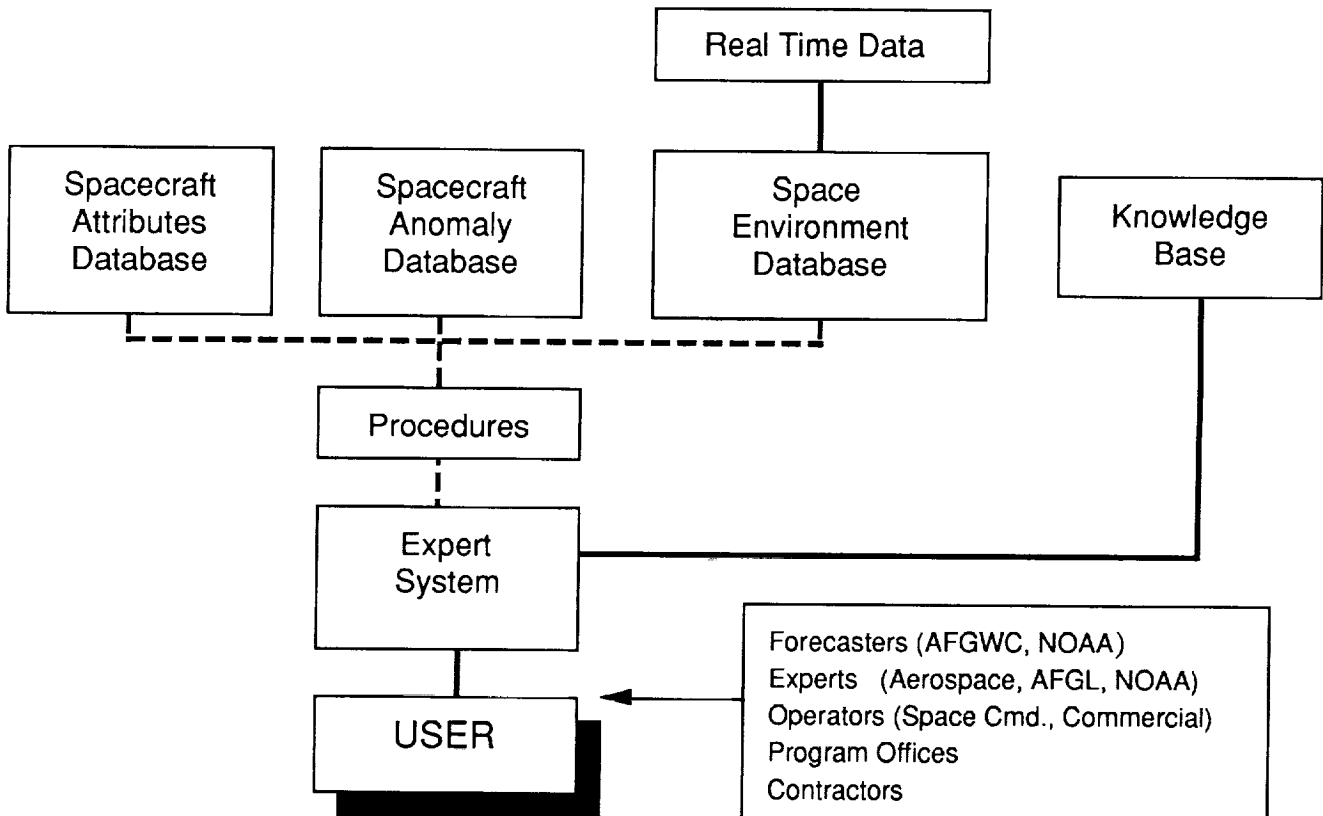 Real Time Data
Spacecraft
Attributes
Database
Spacecraft
Anomaly
Database
Space
Environment
Database
Knowledge
Base
Procedures
Expert
System
USER
Forecasters (AFGWC, NOAA)
Experts (Aerospace, AFGL, NOAA)
Operators (Space Cmd., Commercial)
Program Offices
Contractors